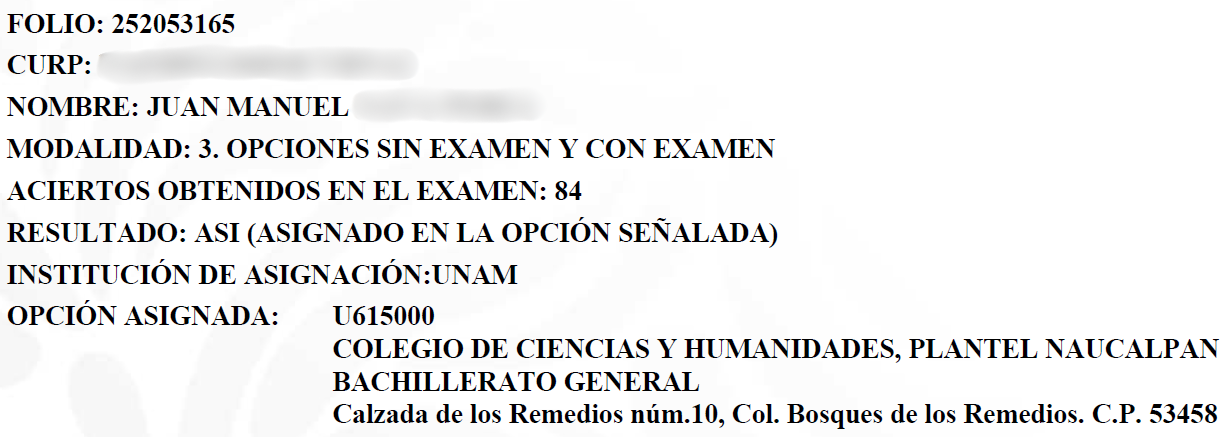 FOLIO: 252053165
CURP:
NOMBRE: JUAN MANUEL
MODALIDAD: 3. OPCIONES SIN EXAMEN Y CON EXAMEN
ACIERTOS OBTENIDOS EN EL EXAMEN: 84
RESULTADO: ASI (ASIGNADO EN LA OPCIÓN SEÑALADA)
INSTITUCIÓN DE ASIGNACIÓN:UNAM
OPCIÓN ASIGNADA: U615000
COLEGIO DE CIENCIAS Y HUMANIDADES, PLANTEL NAUCALPAN
BACHILLERATO GENERAL
Calzada de los Remedios núm.10, Col. Bosques de los Remedios. C.P. 53458